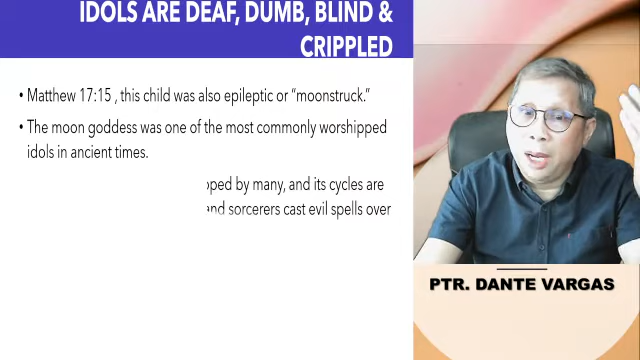 IDOLS ARE DEAF, DUMB, BLIND &
CRIPPLED
• Matthew 17:15 , this child was also epileptic or “moonstruck.”
• The moon goddess was one of the most commonly worshipped
idols in ancient times.
by many, and its cycles are
sorcerers cast evil spells over
PTR. DANTE VARGAS